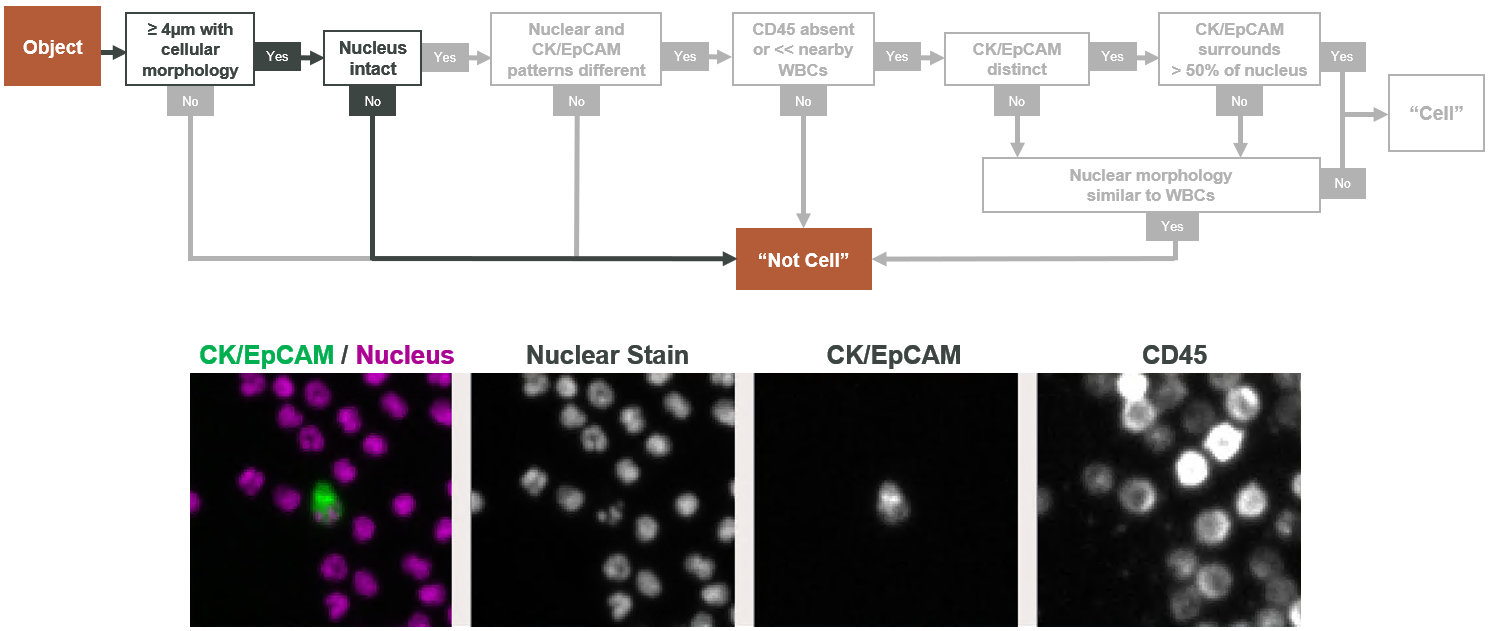 Object
≥ 4µm with
cellular
morphology
Yes
No
Nucleus
intact
Yes
No
Nuclear and
CK/EpCAM
patterns different
Yes
No
CD45 absent
or << nearby
WBCs
Yes
No
CK/EpCAM
distinct
Yes
No
CK/EpCAM
surrounds
> 50% of nucleus
Yes
No
“Cell”
Nuclear morphology
similar to WBCs
No
Yes
“Not Cell”
CK/EpCAM / Nucleus
Nuclear Stain
CK/EpCAM
CD45